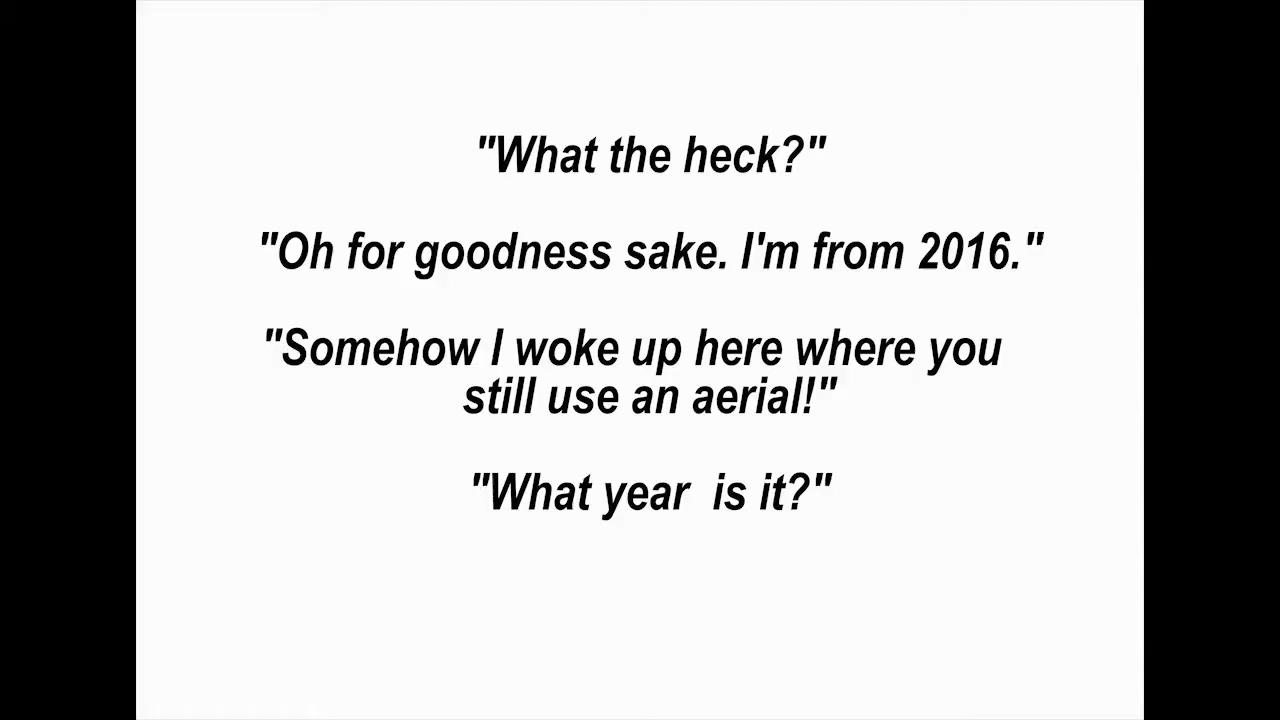 "What the heck?"
"Oh for goodness sake. I'm from 2016."
"Somehow I woke up here where you
still use an aerial!"
"What year  is it?"